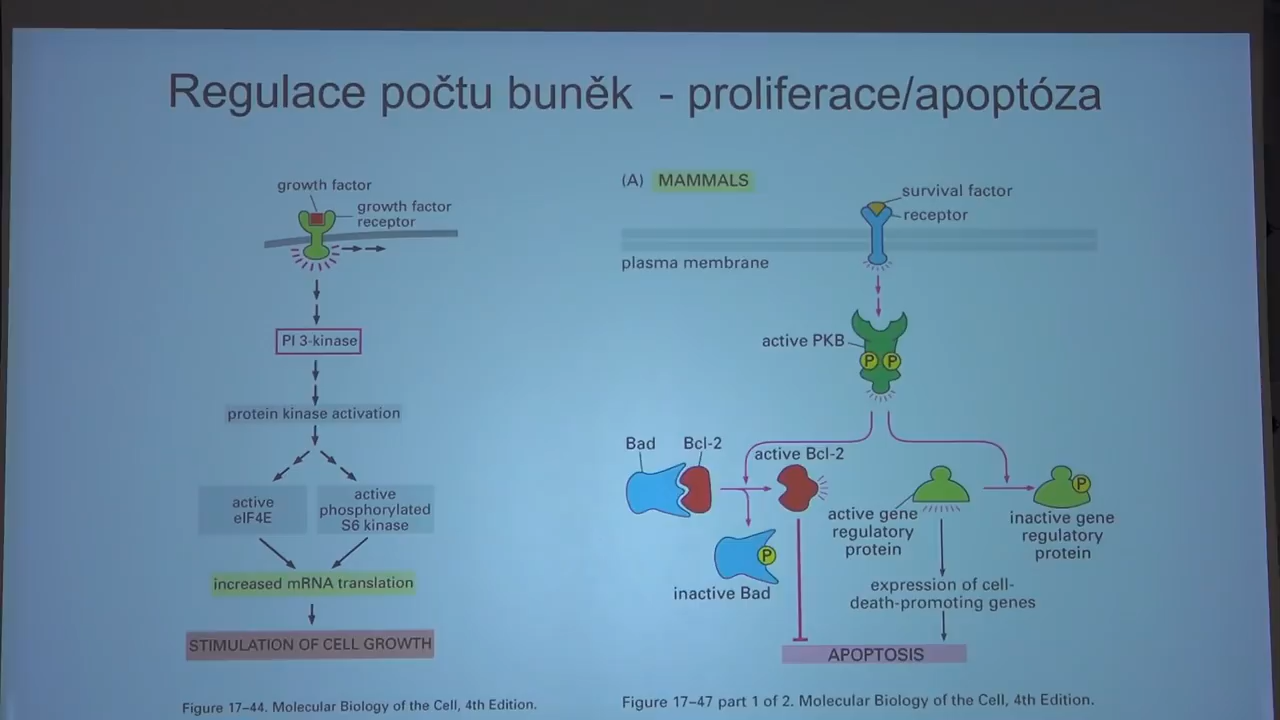 Regulace počtu buněk - proliferace/apoptóza
growth factor
growth factor
receptor
PI 3-kinase
protein kinase activation
active
eIF4E
active
phosphorylated
S6 kinase
increased mRNA translation
STIMULATION OF CELL GROWTH
Figure 17–44. Molecular Biology of the Cell, 4th Edition.
(A) MAMMALS
survival factor
receptor
plasma membrane
active PKB
P P
Bad
Bcl-2
active Bcl-2
P
inactive Bad
active gene
regulatory
protein
P
inactive gene
regulatory
protein
expression of cell-
death-promoting genes
APOPTOSIS
Figure 17–47 part 1 of 2. Molecular Biology of the Cell, 4th Edition.